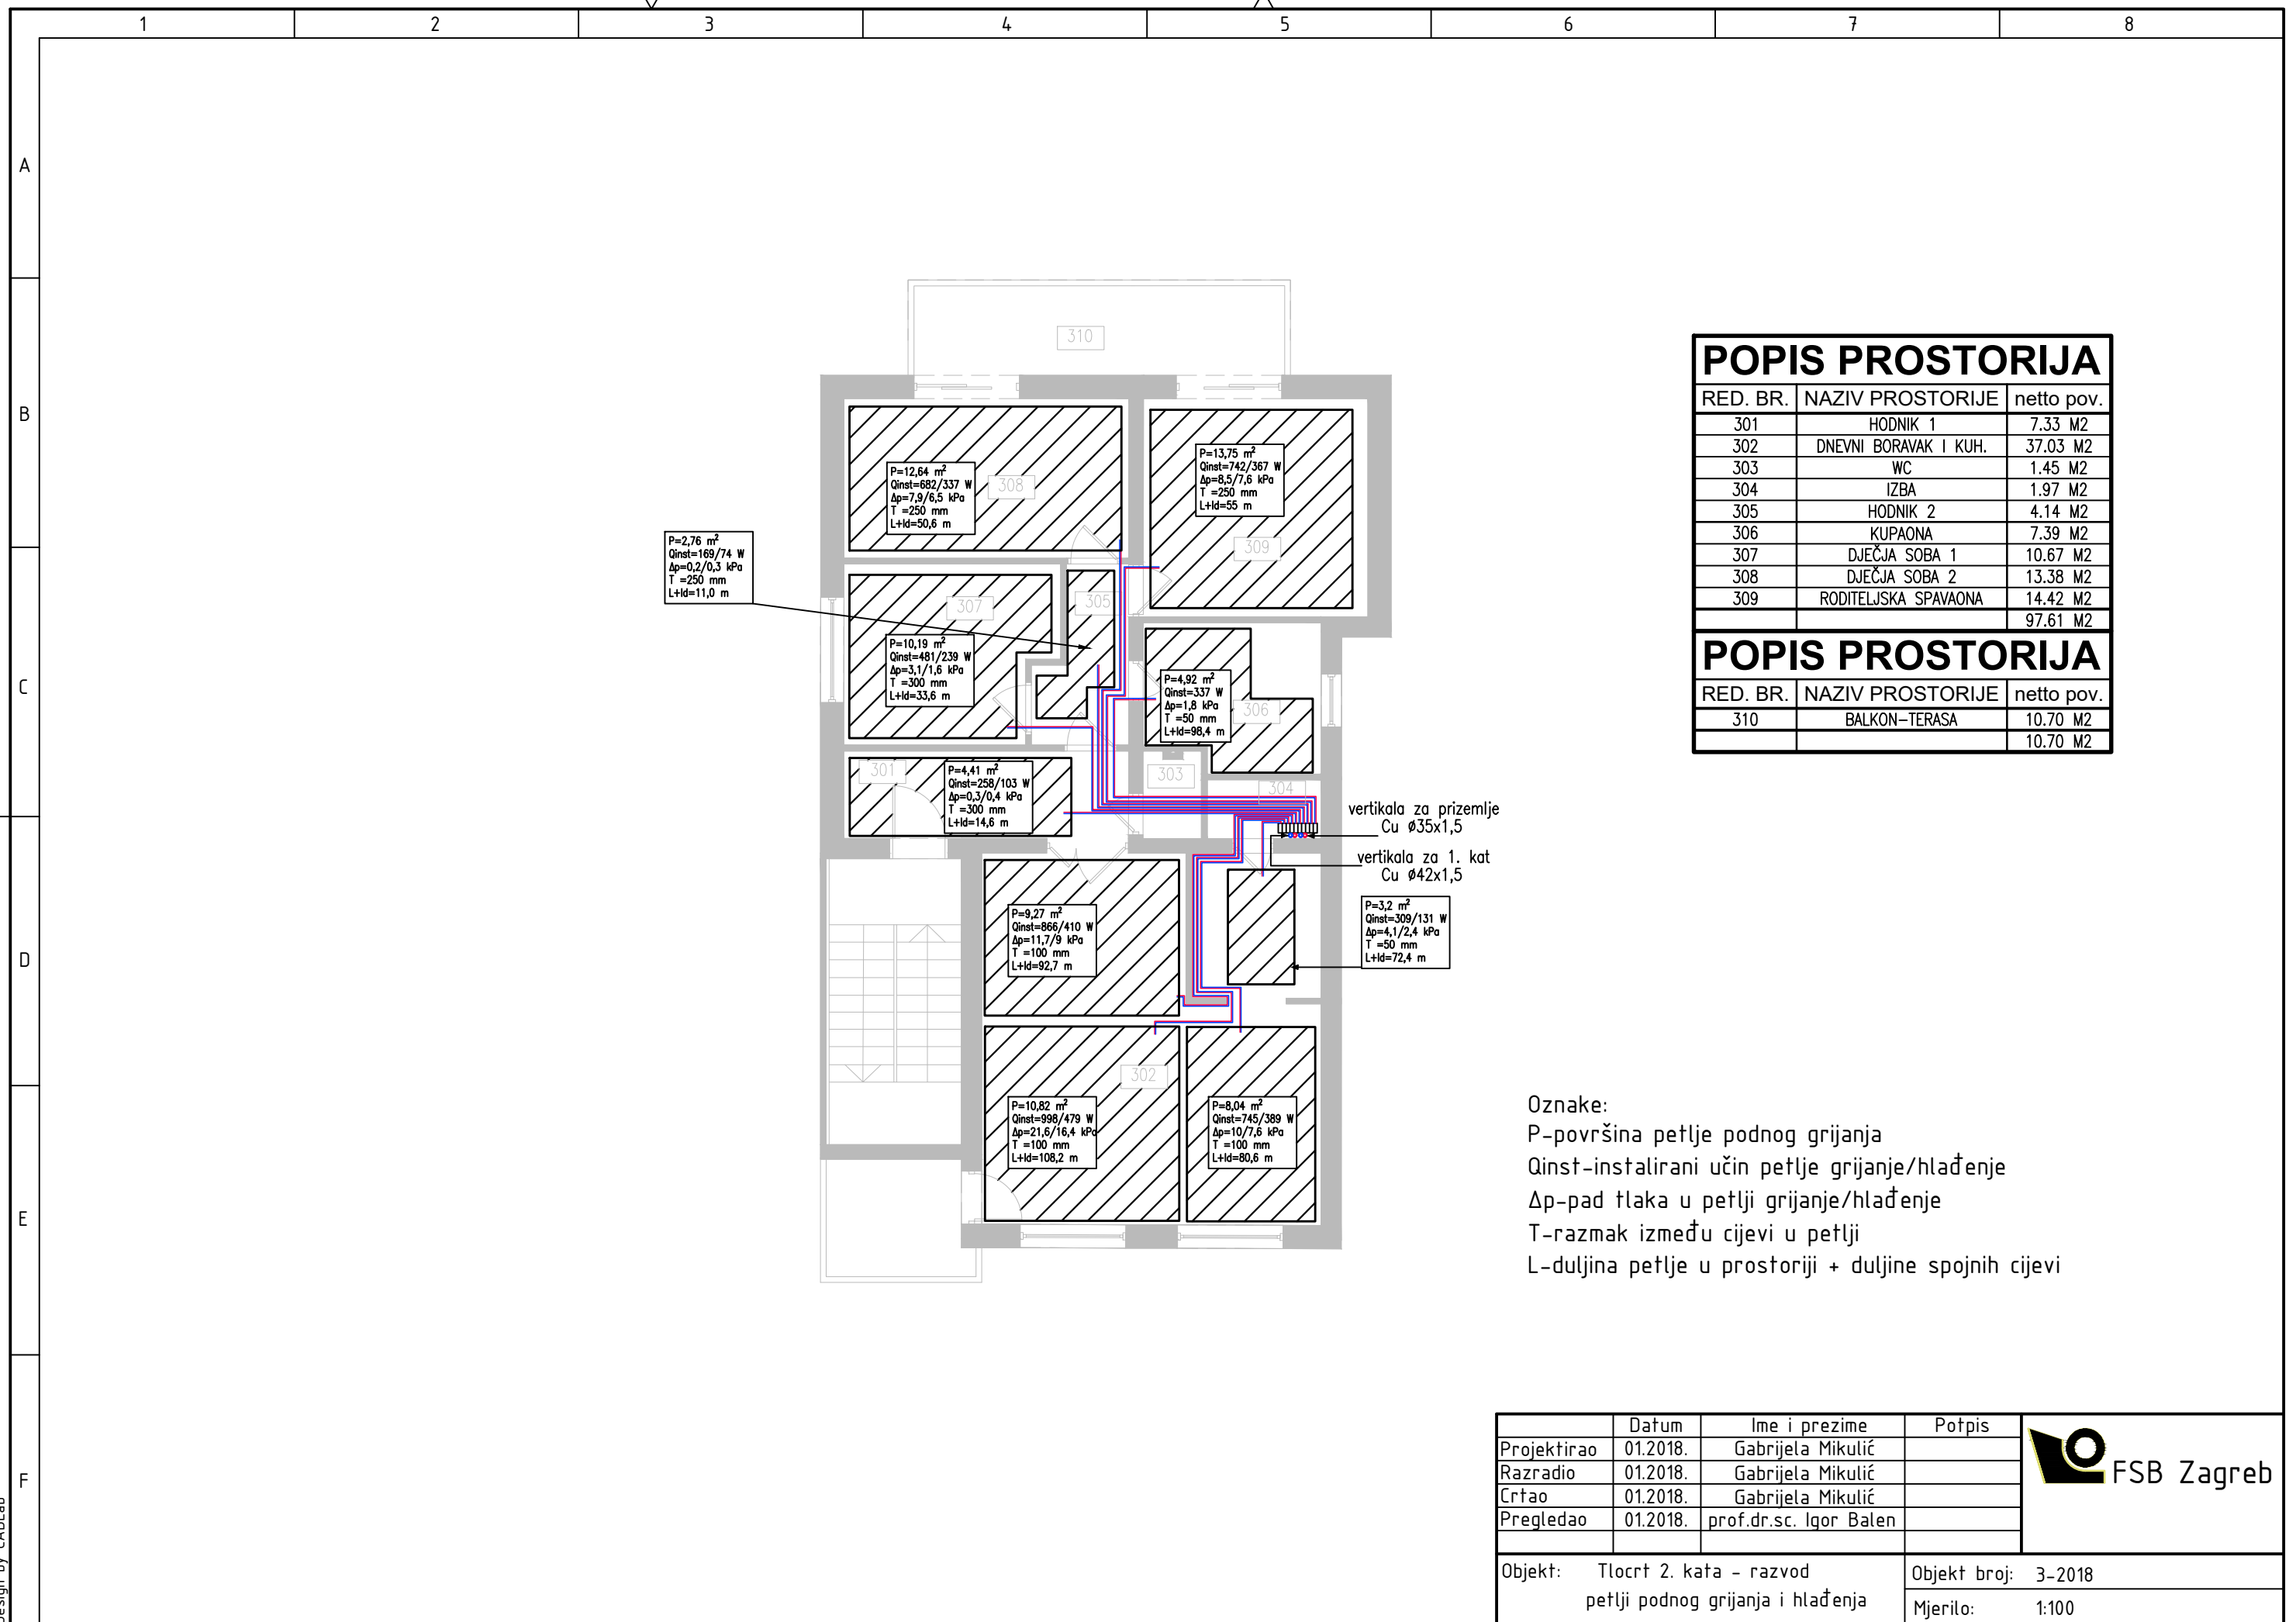 1 2 3 4 5 6 7 8
A
B
C
D
E
F
310
P=12,64 m²
Qinst=682/337 W
Δp=7,9/6,5 kPa
T =250 mm
L+ld=50,6 m
308
P=13,75 m²
Qinst=742/367 W
Δp=8,5/7,6 kPa
T =250 mm
L+ld=55 m
309
P=2,76 m²
Qinst=169/74 W
Δp=0,2/0,3 kPa
T =250 mm
L+ld=11,0 m
307
305
P=10,19 m²
Qinst=481/239 W
Δp=3,1/1,6 kPa
T =300 mm
L+ld=33,6 m
P=4,92 m²
Qinst=337 W
Δp=1,8 kPa
T =50 mm
L+ld=98,4 m
306
301
P=4,41 m²
Qinst=258/103 W
Δp=0,3/0,4 kPa
T =300 mm
L+ld=14,6 m
303
304
vertikala za prizemlje
Cu ø35x1,5
vertikala za 1. kat
Cu ø42x1,5
P=9,27 m²
Qinst=866/410 W
Δp=11,7/9 kPa
T =100 mm
L+ld=92,7 m
P=3,2 m²
Qinst=309/131 W
Δp=4,1/2,4 kPa
T =50 mm
L+ld=72,4 m
302
P=10,82 m²
Qinst=998/479 W
Δp=21,6/16,4 kPa
T =100 mm
L+ld=108,2 m
P=8,04 m²
Qinst=745/389 W
Δp=10/7,6 kPa
T =100 mm
L+ld=80,6 m
POPIS PROSTORIJA
RED. BR. NAZIV PROSTORIJE netto pov.
301 HODNIK 1 7.33 M2
302 DNEVNI BORAVAK I KUH. 37.03 M2
303 WC 1.45 M2
304 IZBA 1.97 M2
305 HODNIK 2 4.14 M2
306 KUPAONA 7.39 M2
307 DJEČJA SOBA 1 10.67 M2
308 DJEČJA SOBA 2 13.38 M2
309 RODITELJSKA SPAVAONA 14.42 M2
97.61 M2
POPIS PROSTORIJA
RED. BR. NAZIV PROSTORIJE netto pov.
310 BALKON-TERASA 10.70 M2
10.70 M2
Oznake:
P-površina petlje podnog grijanja
Qinst-instalirani učin petlje grijanje/hlađenje
Δp-pad tlaka u petlji grijanje/hlađenje
T-razmak između cijevi u petlji
L-duljina petlje u prostoriji + duljine spojnih cijevi
Datum Ime i prezime Potpis
Projektirao 01.2018. Gabrijela Mikulić
Razradio 01.2018. Gabrijela Mikulić
Crtao 01.2018. Gabrijela Mikulić
Pregledao 01.2018. prof.dr.sc. Igor Balen
FSB Zagreb
Objekt: Tlocrt 2. kata - razvod
petlji podnog grijanja i hlađenja
Objekt broj: 3-2018
Mjerilo: 1:100
Design by CADLab